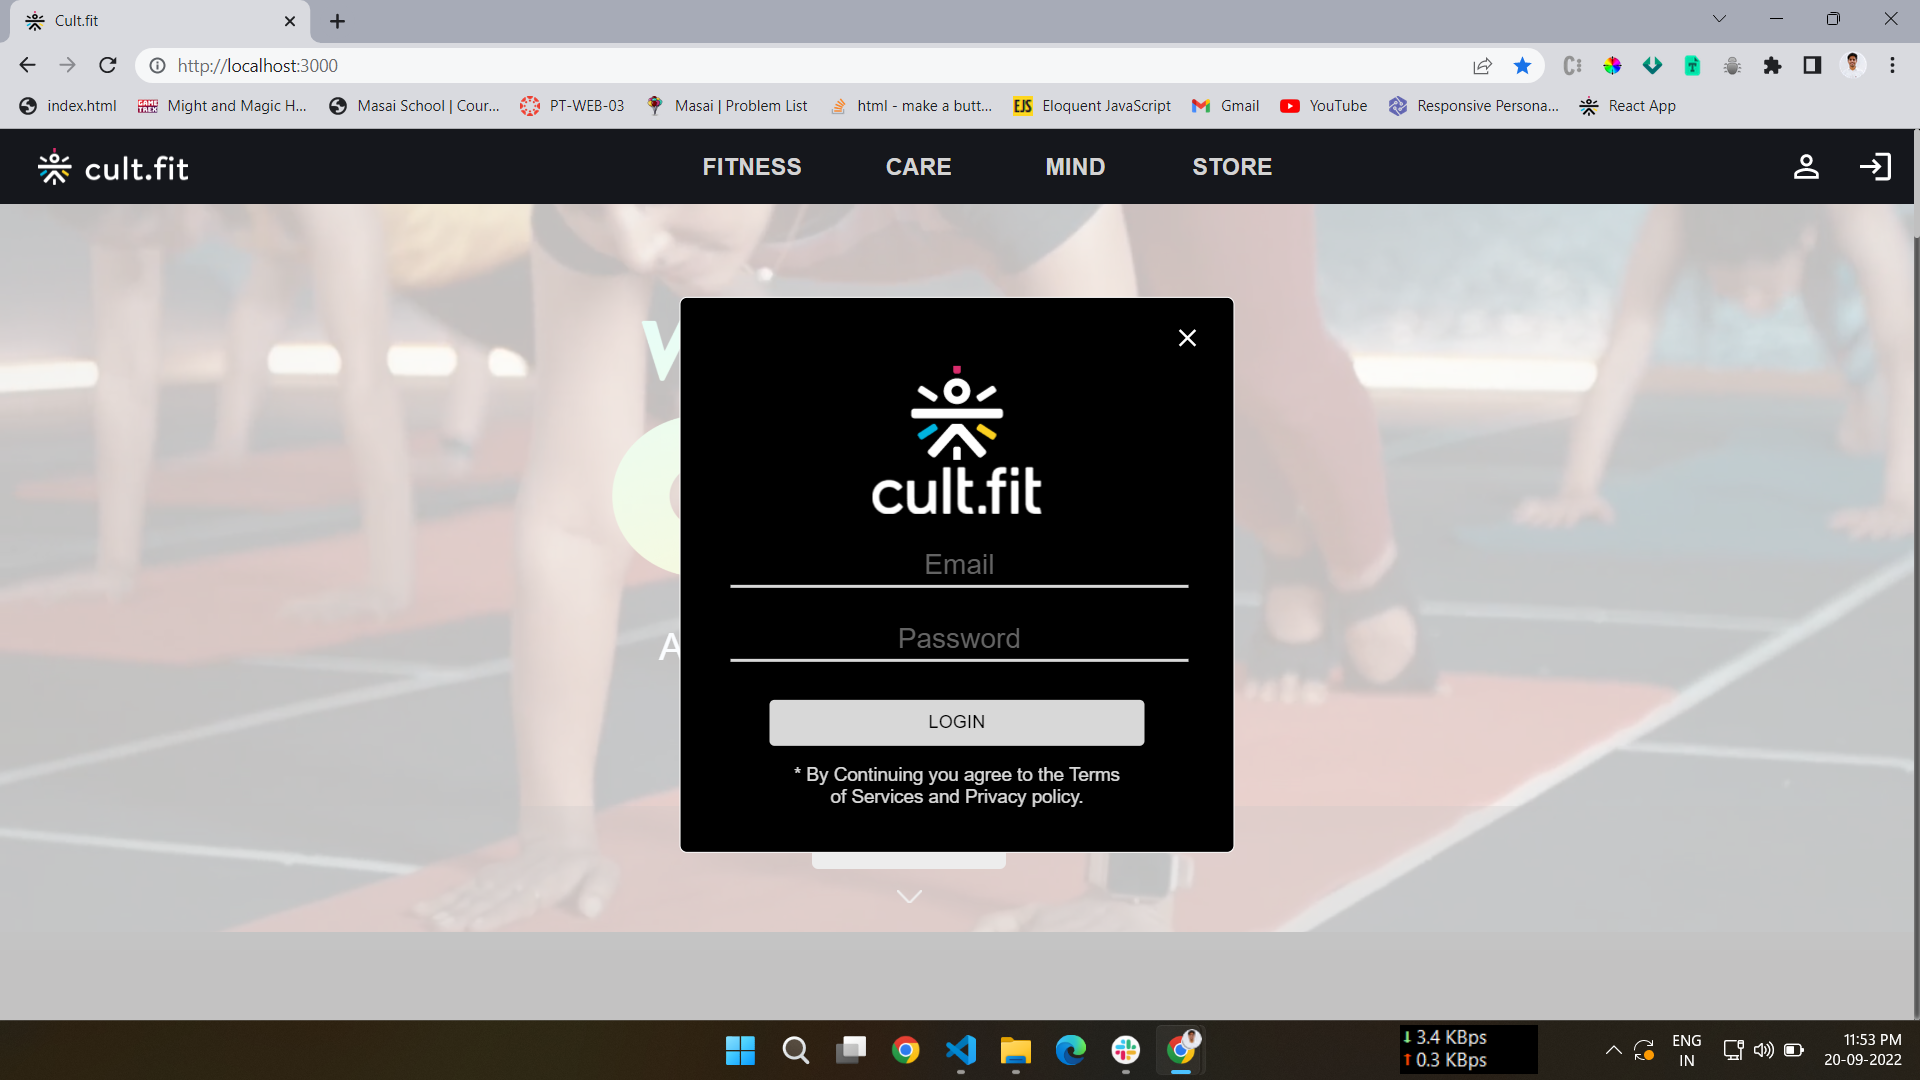 Cult.fit
http://localhost:3000
index.html
Might and Magic H...
Masai School | Cour...
PT-WEB-03
Masai | Problem List
html - make a butt...
EJS
Eloquent JavaScript
Gmail
YouTube
Responsive Persona...
React App
cult.fit
FITNESS
CARE
MIND
STORE
cult.fit
Email
Password
LOGIN
* By Continuing you agree to the Terms
of Services and Privacy policy.
3.4 KBps
0.3 KBps
ENG
IN
11:53 PM
20-09-2022